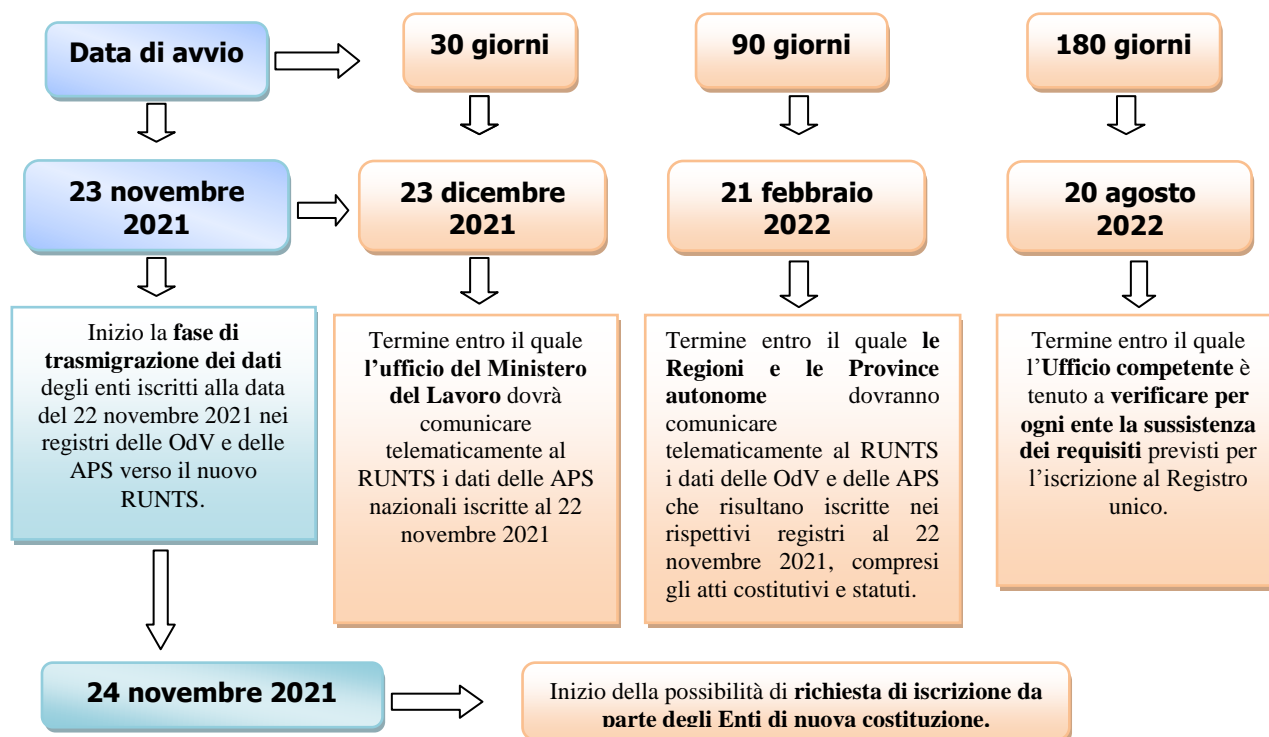 Data di avvio
30 giorni
90 giorni
180 giorni
23 novembre
2021
23 dicembre
2021
21 febbraio
2022
20 agosto
2022
Inizio la fase di
trasmigrazione dei dati
degli enti iscritti alla data
del 22 novembre 2021 nei
registri delle OdV e delle
APS verso il nuovo
RUNTS.
Termine entro il quale
l’ufficio del Ministero
del Lavoro dovrà
comunicare
telematicamente al
RUNTS i dati delle APS
nazionali iscritte al 22
novembre 2021
Termine entro il quale le
Regioni e le Province
autonome dovranno
comunicare
telematicamente al RUNTS
i dati delle OdV e delle APS
che risultano iscritte nei
rispettivi registri al 22
novembre 2021, compresi
gli atti costitutivi e statuti.
Termine entro il quale
l’Ufficio competente è
tenuto a verificare per
ogni ente la sussistenza
dei requisiti previsti per
l’iscrizione al Registro
unico.
24 novembre 2021
Inizio della possibilità di richiesta di iscrizione da
parte degli Enti di nuova costituzione.